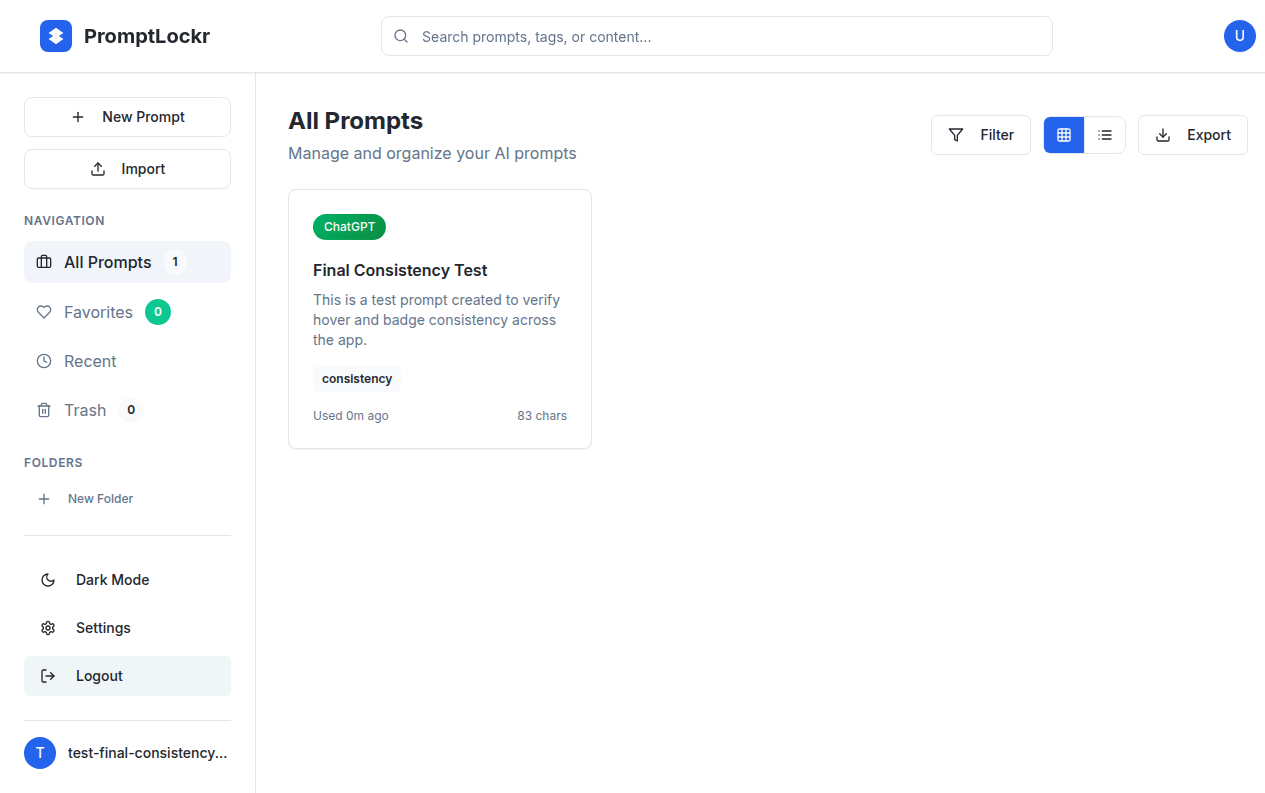 PromptLockr
Search prompts, tags, or content...
U
New Prompt
Import
NAVIGATION
All Prompts 1
Favorites 0
Recent
Trash 0
FOLDERS
New Folder
Dark Mode
Settings
Logout
T test-final-consistency...
All Prompts
Manage and organize your AI prompts
Filter
Export
ChatGPT
Final Consistency Test
This is a test prompt created to verify
hover and badge consistency across
the app.
consistency
Used 0m ago 83 chars